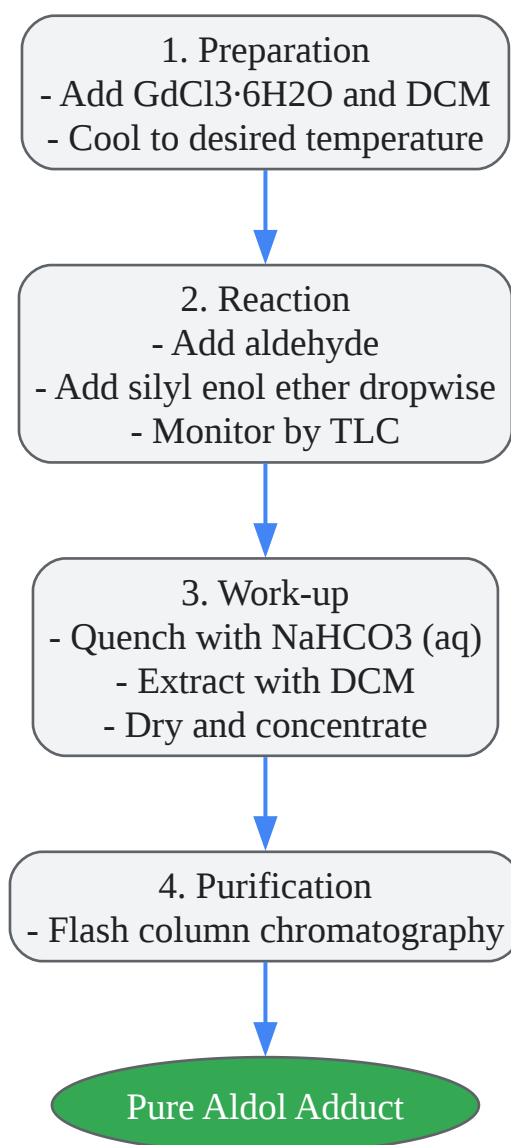 1. Preparation
- Add GdCl3·6H2O and DCM
- Cool to desired temperature
2. Reaction
- Add aldehyde
- Add silyl enol ether dropwise
- Monitor by TLC
3. Work-up
- Quench with NaHCO3 (aq)
- Extract with DCM
- Dry and concentrate
4. Purification
- Flash column chromatography
Pure Aldol Adduct